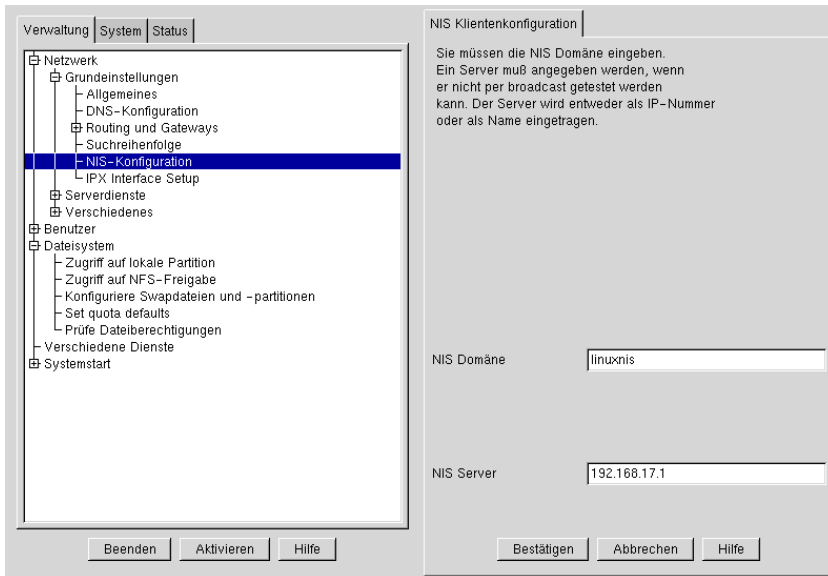 Verwaltung System Status
Netzwerk
Grundeinstellungen
Allgemeines
DNS-Konfiguration
Routing und Gateways
Suchreihenfolge
NIS-Konfiguration
IPX Interface Setup
Serverdienste
Verschiedenes
Benutzer
Dateisystem
Zugriff auf lokale Partition
Zugriff auf NFS-Freigabe
Konfiguriere Swapdateien und -partitionen
Set quota defaults
Prüfe Dateiberechtigungen
Verschiedene Dienste
Systemstart
Beenden Aktivieren Hilfe
NIS Klientenkonfiguration
Sie müssen die NIS Domäne eingeben.
Ein Server muß angegeben werden, wenn
er nicht per broadcast getestet werden
kann. Der Server wird entweder als IP-Nummer
oder als Name eingetragen.
NIS Domäne linuxnis
NIS Server 192.168.17.1
Bestätigen Abbrechen Hilfe